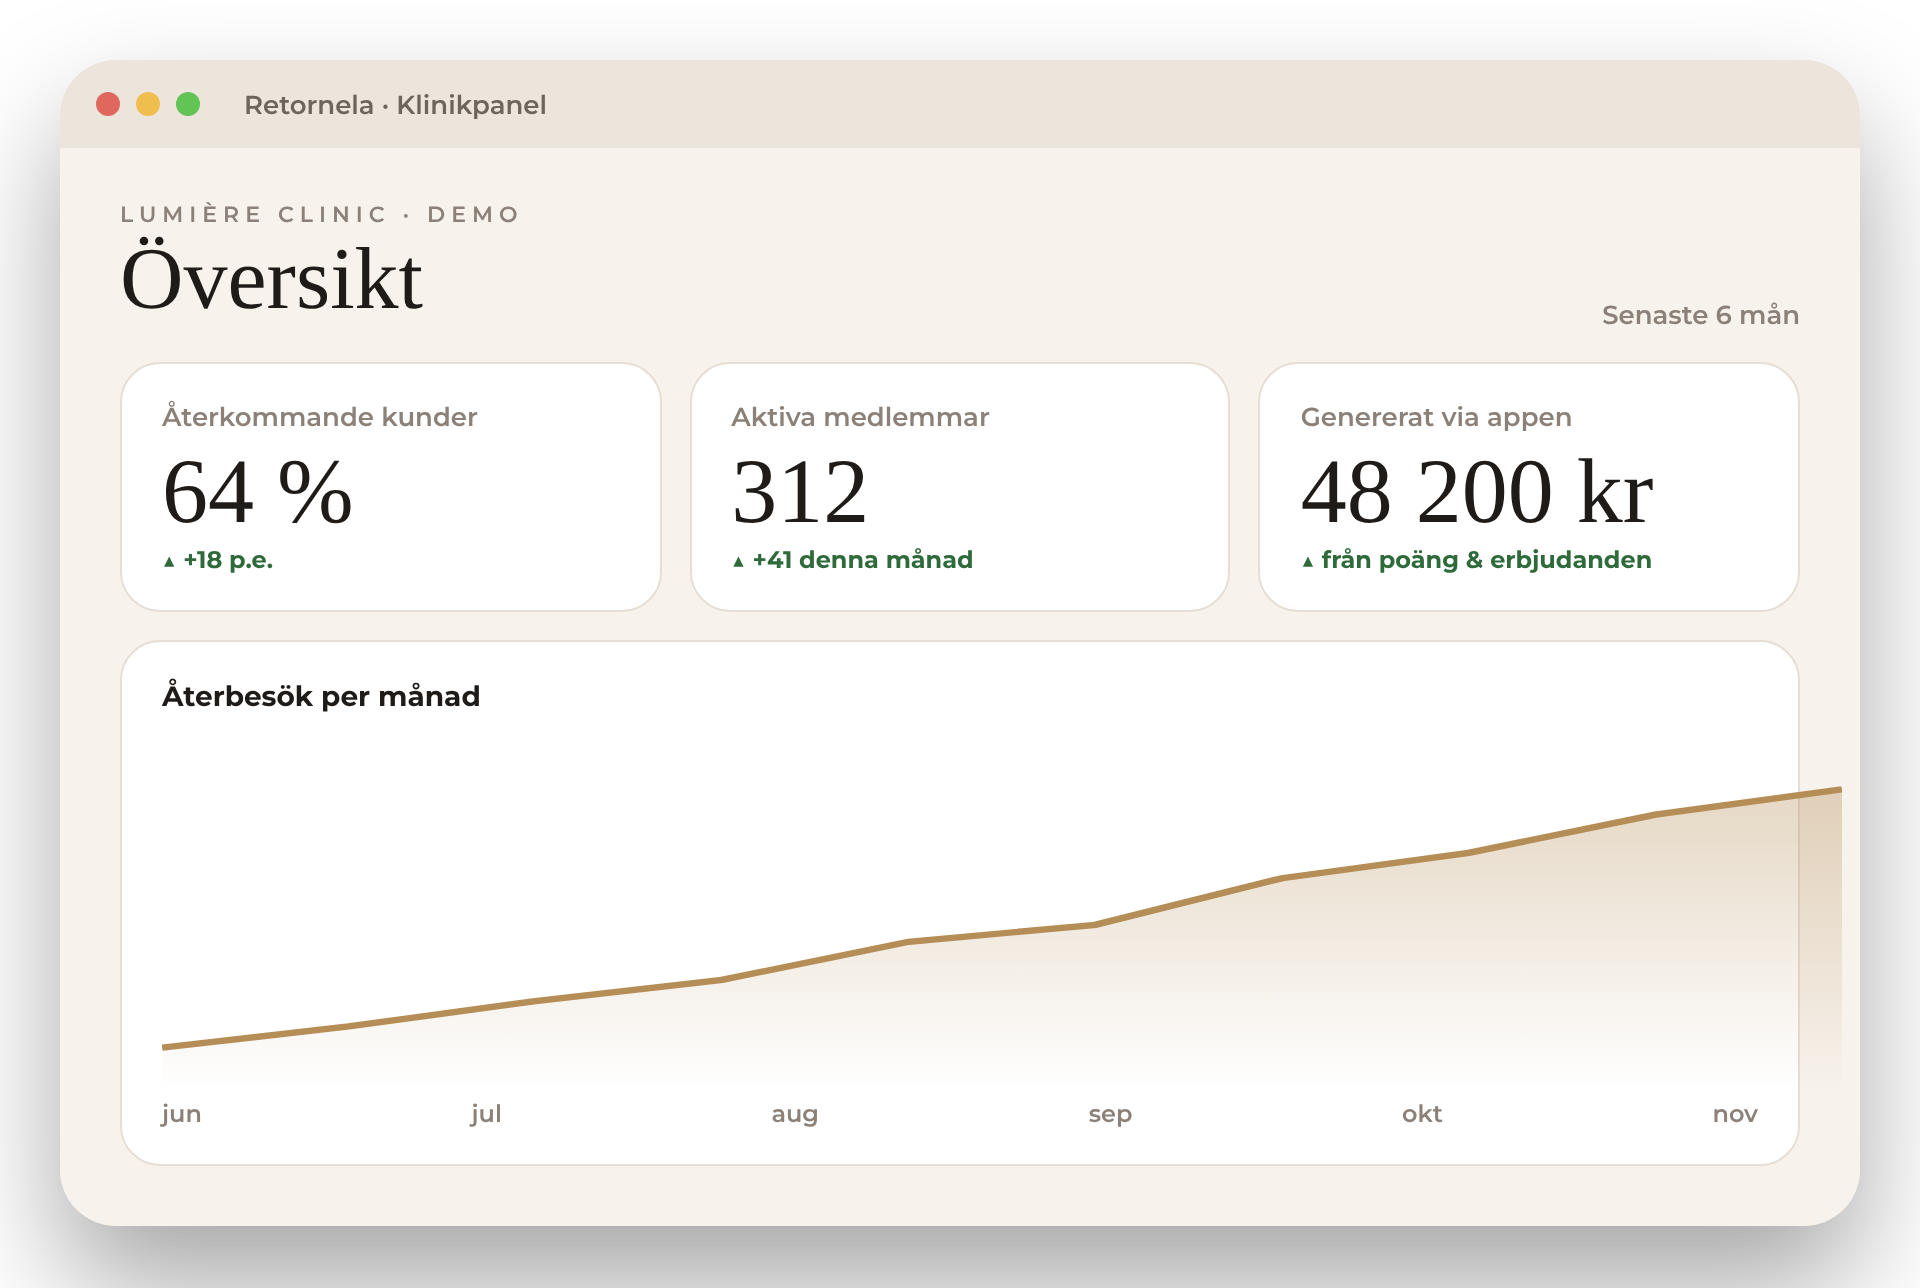 Retornela · Klinikpanel
LUMIÈRE CLINIC · DEMO
Översikt
Senaste 6 mån
Återkommande kunder
64 %
▲ +18 p.e.
Aktiva medlemmar
312
▲ +41 denna månad
Genererat via appen
48 200 kr
▲ från poäng & erbjudanden
Återbesök per månad
jun jul aug sep okt nov